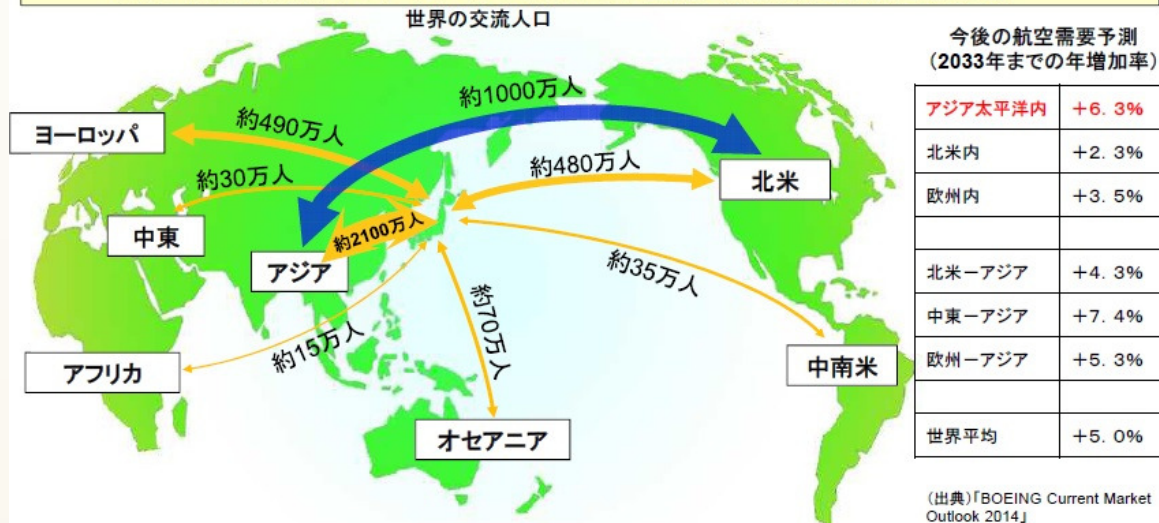 世界の交流人口
約1000万人
ヨーロッパ
約490万人
約480万人
北米
約30万人
中東
約2100万人
アジア
約35万人
約70万人
約15万人
アフリカ
中南米
オセアニア
今後の航空需要予測
(2033年までの年増加率)
アジア太平洋内 +6.3%
北米内 +2.3%
欧州内 +3.5%
北米－アジア +4.3%
中東－アジア +7.4%
欧州－アジア +5.3%
世界平均 +5.0%
(出典)「BOEING Current Market
Outlook 2014」